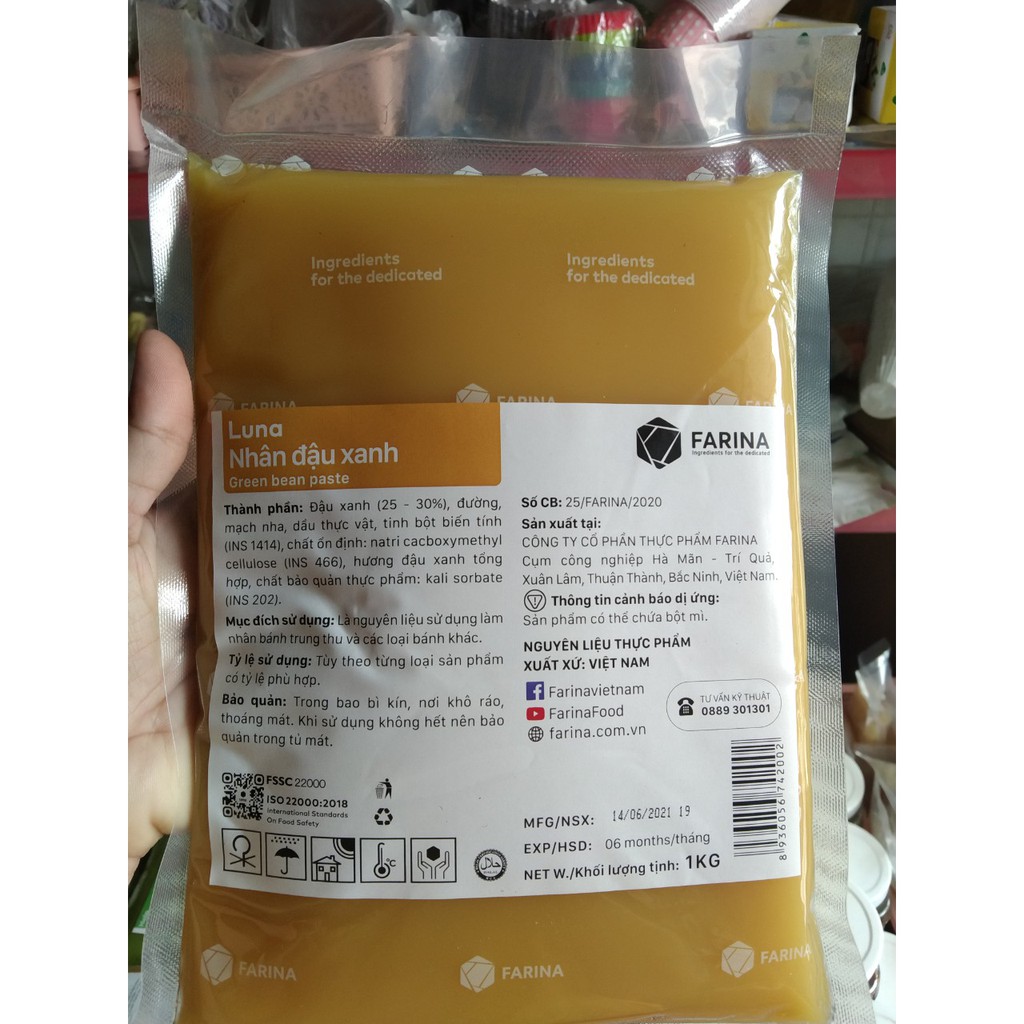 Ingredients
for the dedicated
Ingredients
for the dedicated
FARINA
FARINA
FARINA
Luna
Nhân đậu xanh
Green bean paste
Thành phần: Đậu xanh (25 - 30%), đường,
mạch nha, dầu thực vật, tinh bột biến tính
(INS 1414), chất ổn định: natri cacboxymethyl
cellulose (INS 466), hương đậu xanh tổng
hợp, chất bảo quản thực phẩm: kali sorbate
(INS 202).
Mục đích sử dụng: Là nguyên liệu sử dụng làm
nhân bánh trung thu và các loại bánh khác.
Tỷ lệ sử dụng: Tùy theo từng loại sản phẩm
có tỷ lệ phù hợp.
Bảo quản: Trong bao bì kín, nơi khô ráo,
thoáng mát. Khi sử dụng không hết nên bảo
quản trong tủ mát.
FSSC 22000
ISO 22000:2018
International Standards
On Food Safety
°C
FARINA
Ingredients for the dedicated
Số CB: 25/FARINA/2020
Sản xuất tại:
CÔNG TY CỔ PHẦN THỰC PHẨM FARINA
Cụm công nghiệp Hà Mãn - Trí Quả,
Xuân Lâm, Thuận Thành, Bắc Ninh, Việt Nam.
Thông tin cảnh báo dị ứng:
Sản phẩm có thể chứa bột mì.
NGUYÊN LIỆU THỰC PHẨM
XUẤT XỨ: VIỆT NAM
Farinavietnam
FarinaFood
farina.com.vn
TƯ VẤN KỸ THUẬT
0889 301301
MFG/NSX: 14/06/2021 19
EXP/HSD: 06 months/tháng
NET W./Khối lượng tịnh: 1KG
8 936056 742002
FARINA
FARINA
FARINA